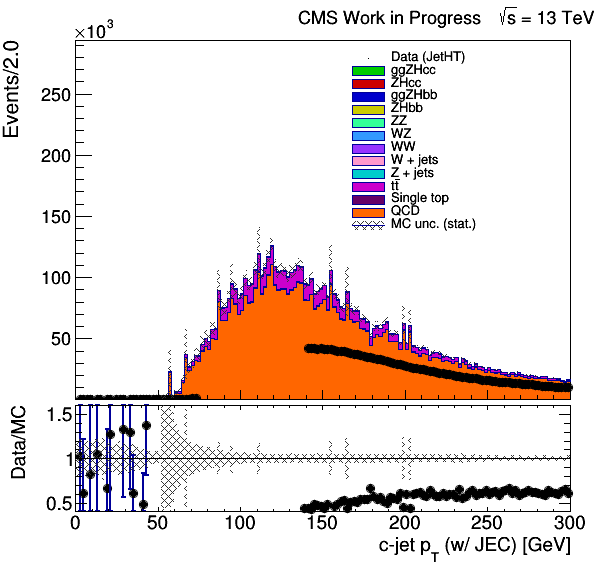 CMS Work in Progress √s = 13 TeV
×10³
Events/2.0
250
200
150
100
50
Data (JetHT)
ggZHcc
ZHcc
ggZHbb
ZHbb
ZZ
WZ
WW
W + jets
Z + jets
tt̄
Single top
QCD
MC unc. (stat.)
Data/MC
1.5
1
0.5
0 50 100 150 200 250 300
c-jet p_T (w/ JEC) [GeV]